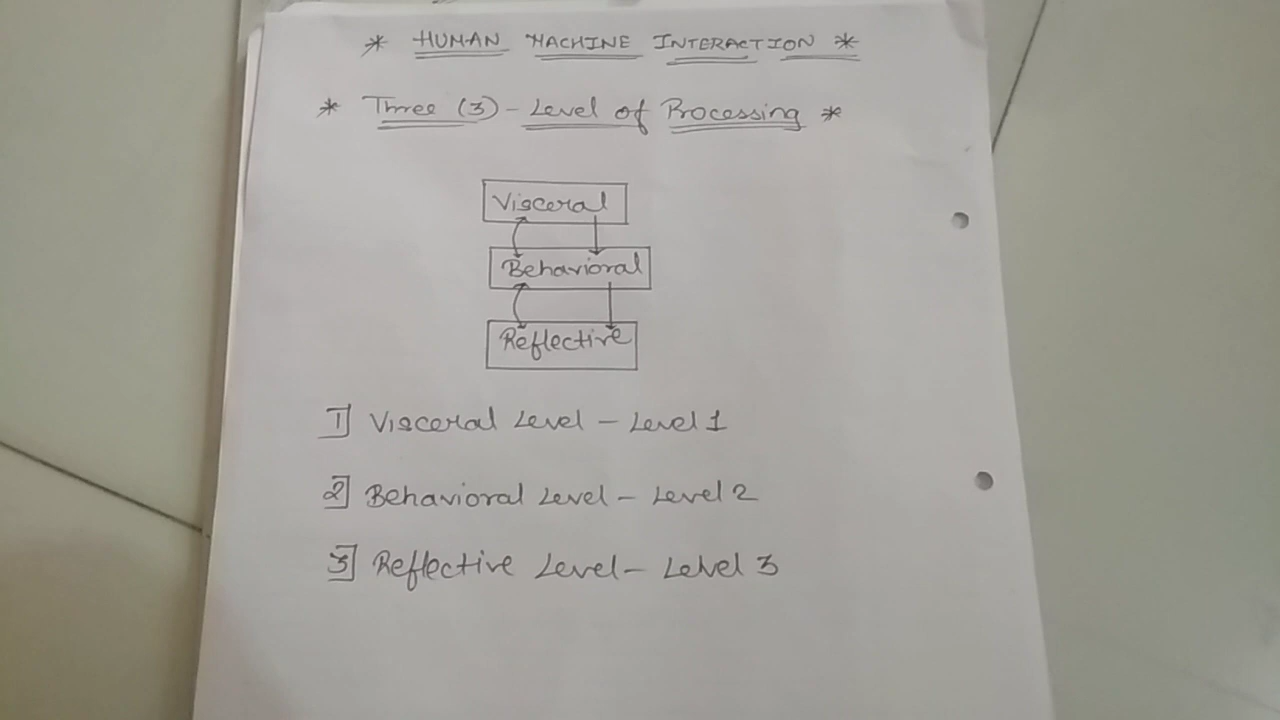 * HUMAN MACHINE INTERACTION *
* Three (3) - Level of Processing *
Visceral
Behavioral
Reflective
1] Visceral Level - Level 1
2] Behavioral Level - Level 2
3] Reflective Level - Level 3